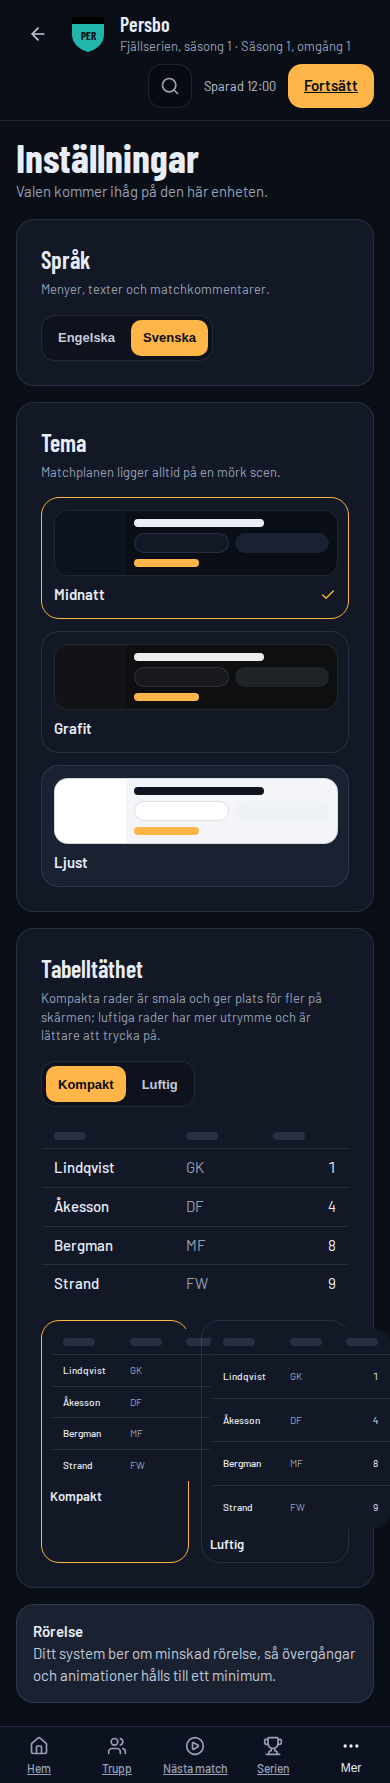 PER
Persbo
Fjällserien, säsong 1 · Säsong 1, omgång 1
Sparad 12:00
Fortsätt
Inställningar
Valen kommer ihåg på den här enheten.
Språk
Menyer, texter och matchkommentarer.
Engelska Svenska
Tema
Matchplanen ligger alltid på en mörk scen.
Midnatt
Grafit
Ljust
Tabelltäthet
Kompakta rader är smala och ger plats för fler på
skärmen; luftiga rader har mer utrymme och är
lättare att trycka på.
Kompakt Luftig
Lindqvist GK 1
Åkesson DF 4
Bergman MF 8
Strand FW 9
Lindqvist GK
Åkesson DF
Bergman MF
Strand FW
Kompakt
Lindqvist GK 1
Åkesson DF 4
Bergman MF 8
Strand FW 9
Luftig
Rörelse
Ditt system ber om minskad rörelse, så övergångar
och animationer hålls till ett minimum.
Hem Trupp Nästa match Serien Mer